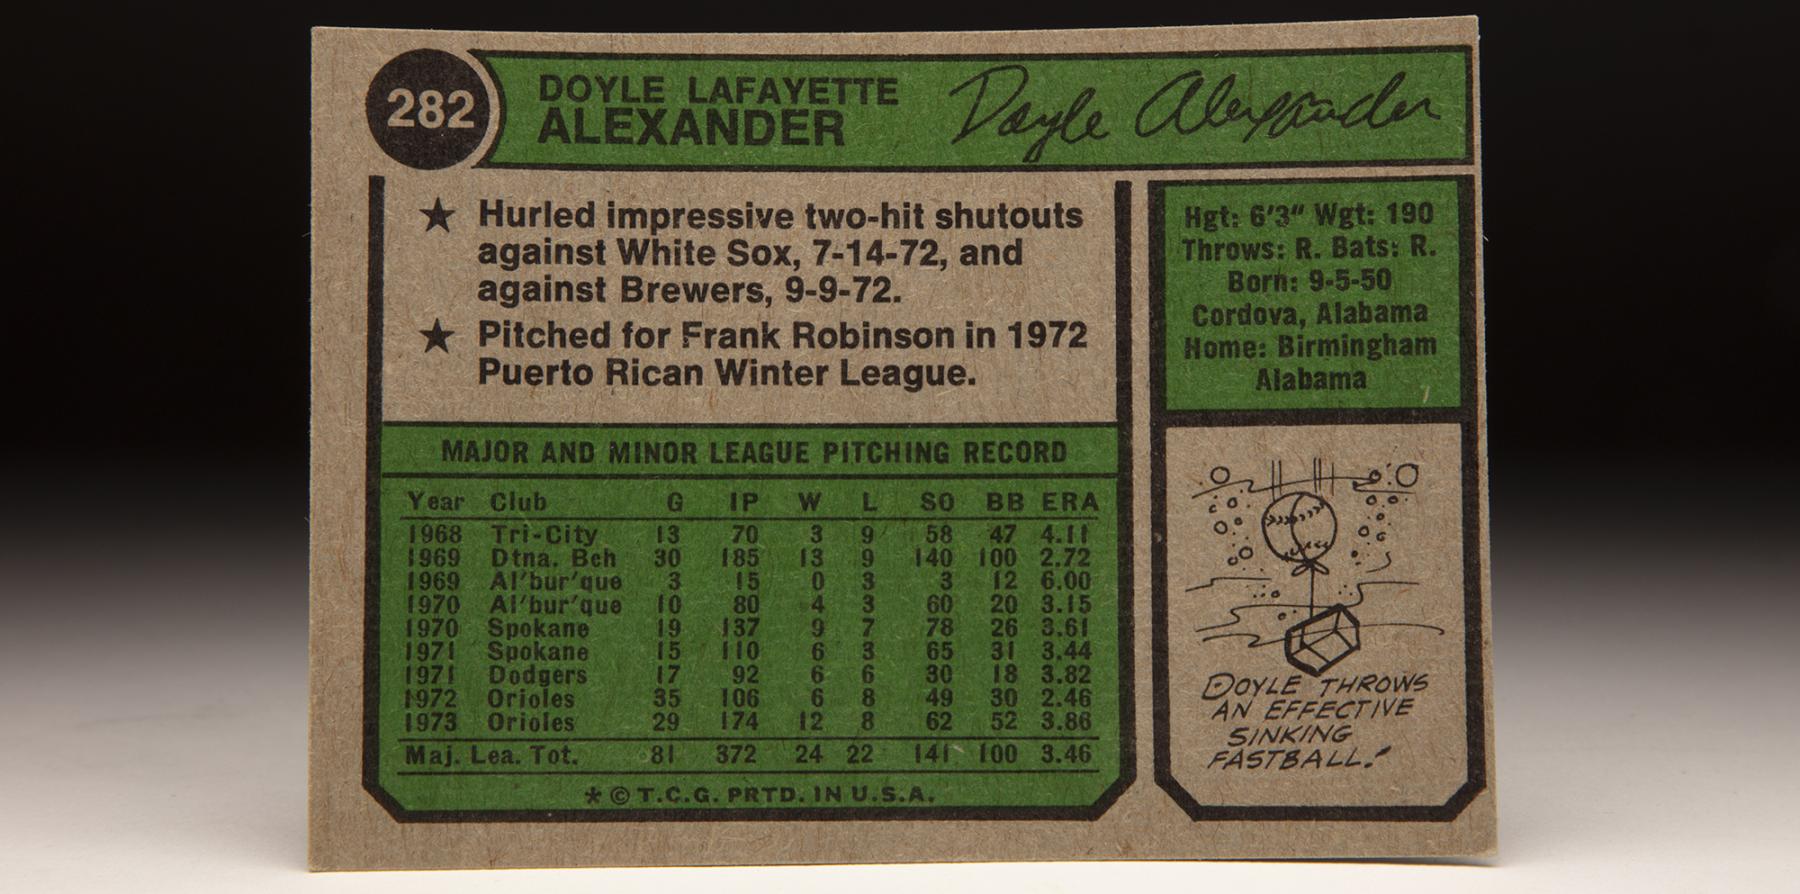 282
DOYLE LAFAYETTE
ALEXANDER
Doyle Alexander
★ Hurled impressive two-hit shutouts
against White Sox, 7-14-72, and
against Brewers, 9-9-72.
★ Pitched for Frank Robinson in 1972
Puerto Rican Winter League.
Hgt: 6'3" Wgt: 190
Throws: R. Bats: R.
Born: 9-5-50
Cordova, Alabama
Home: Birmingham
Alabama
MAJOR AND MINOR LEAGUE PITCHING RECORD
Year Club G IP W L SO BB ERA
1968 Tri-City 13 70 3 9 58 47 4.11
1969 Dtna. Bch 30 185 13 9 140 100 2.72
1969 Al'bur'que 3 15 0 3 3 12 6.00
1970 Al'bur'que 10 80 4 3 60 20 3.15
1970 Spokane 19 137 9 7 78 26 3.61
1971 Spokane 15 110 6 3 65 31 3.44
1971 Dodgers 17 92 6 6 30 18 3.82
1972 Orioles 35 106 6 8 49 30 2.46
1973 Orioles 29 174 12 8 62 52 3.86
Maj. Lea. Tot. 81 372 24 22 141 100 3.46
* © T.C.G. PRTD. IN U.S.A.
DOYLE THROWS
AN EFFECTIVE
SINKING
FASTBALL!